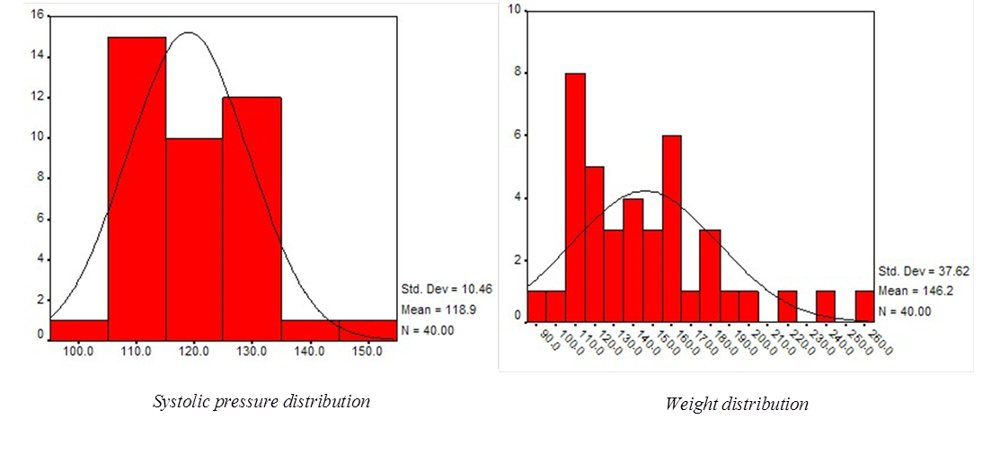 16
14
12
10
8
6
4
2
0
100.0 110.0 120.0 130.0 140.0 150.0
Std. Dev = 10.46
Mean = 118.9
N = 40.00
Systolic pressure distribution
10
8
6
4
2
0
90.0 100.0 110.0 120.0 130.0 140.0 150.0 160.0 170.0 180.0 190.0 200.0 210.0 220.0 230.0 240.0 250.0 260.0
Std. Dev = 37.62
Mean = 146.2
N = 40.00
Weight distribution